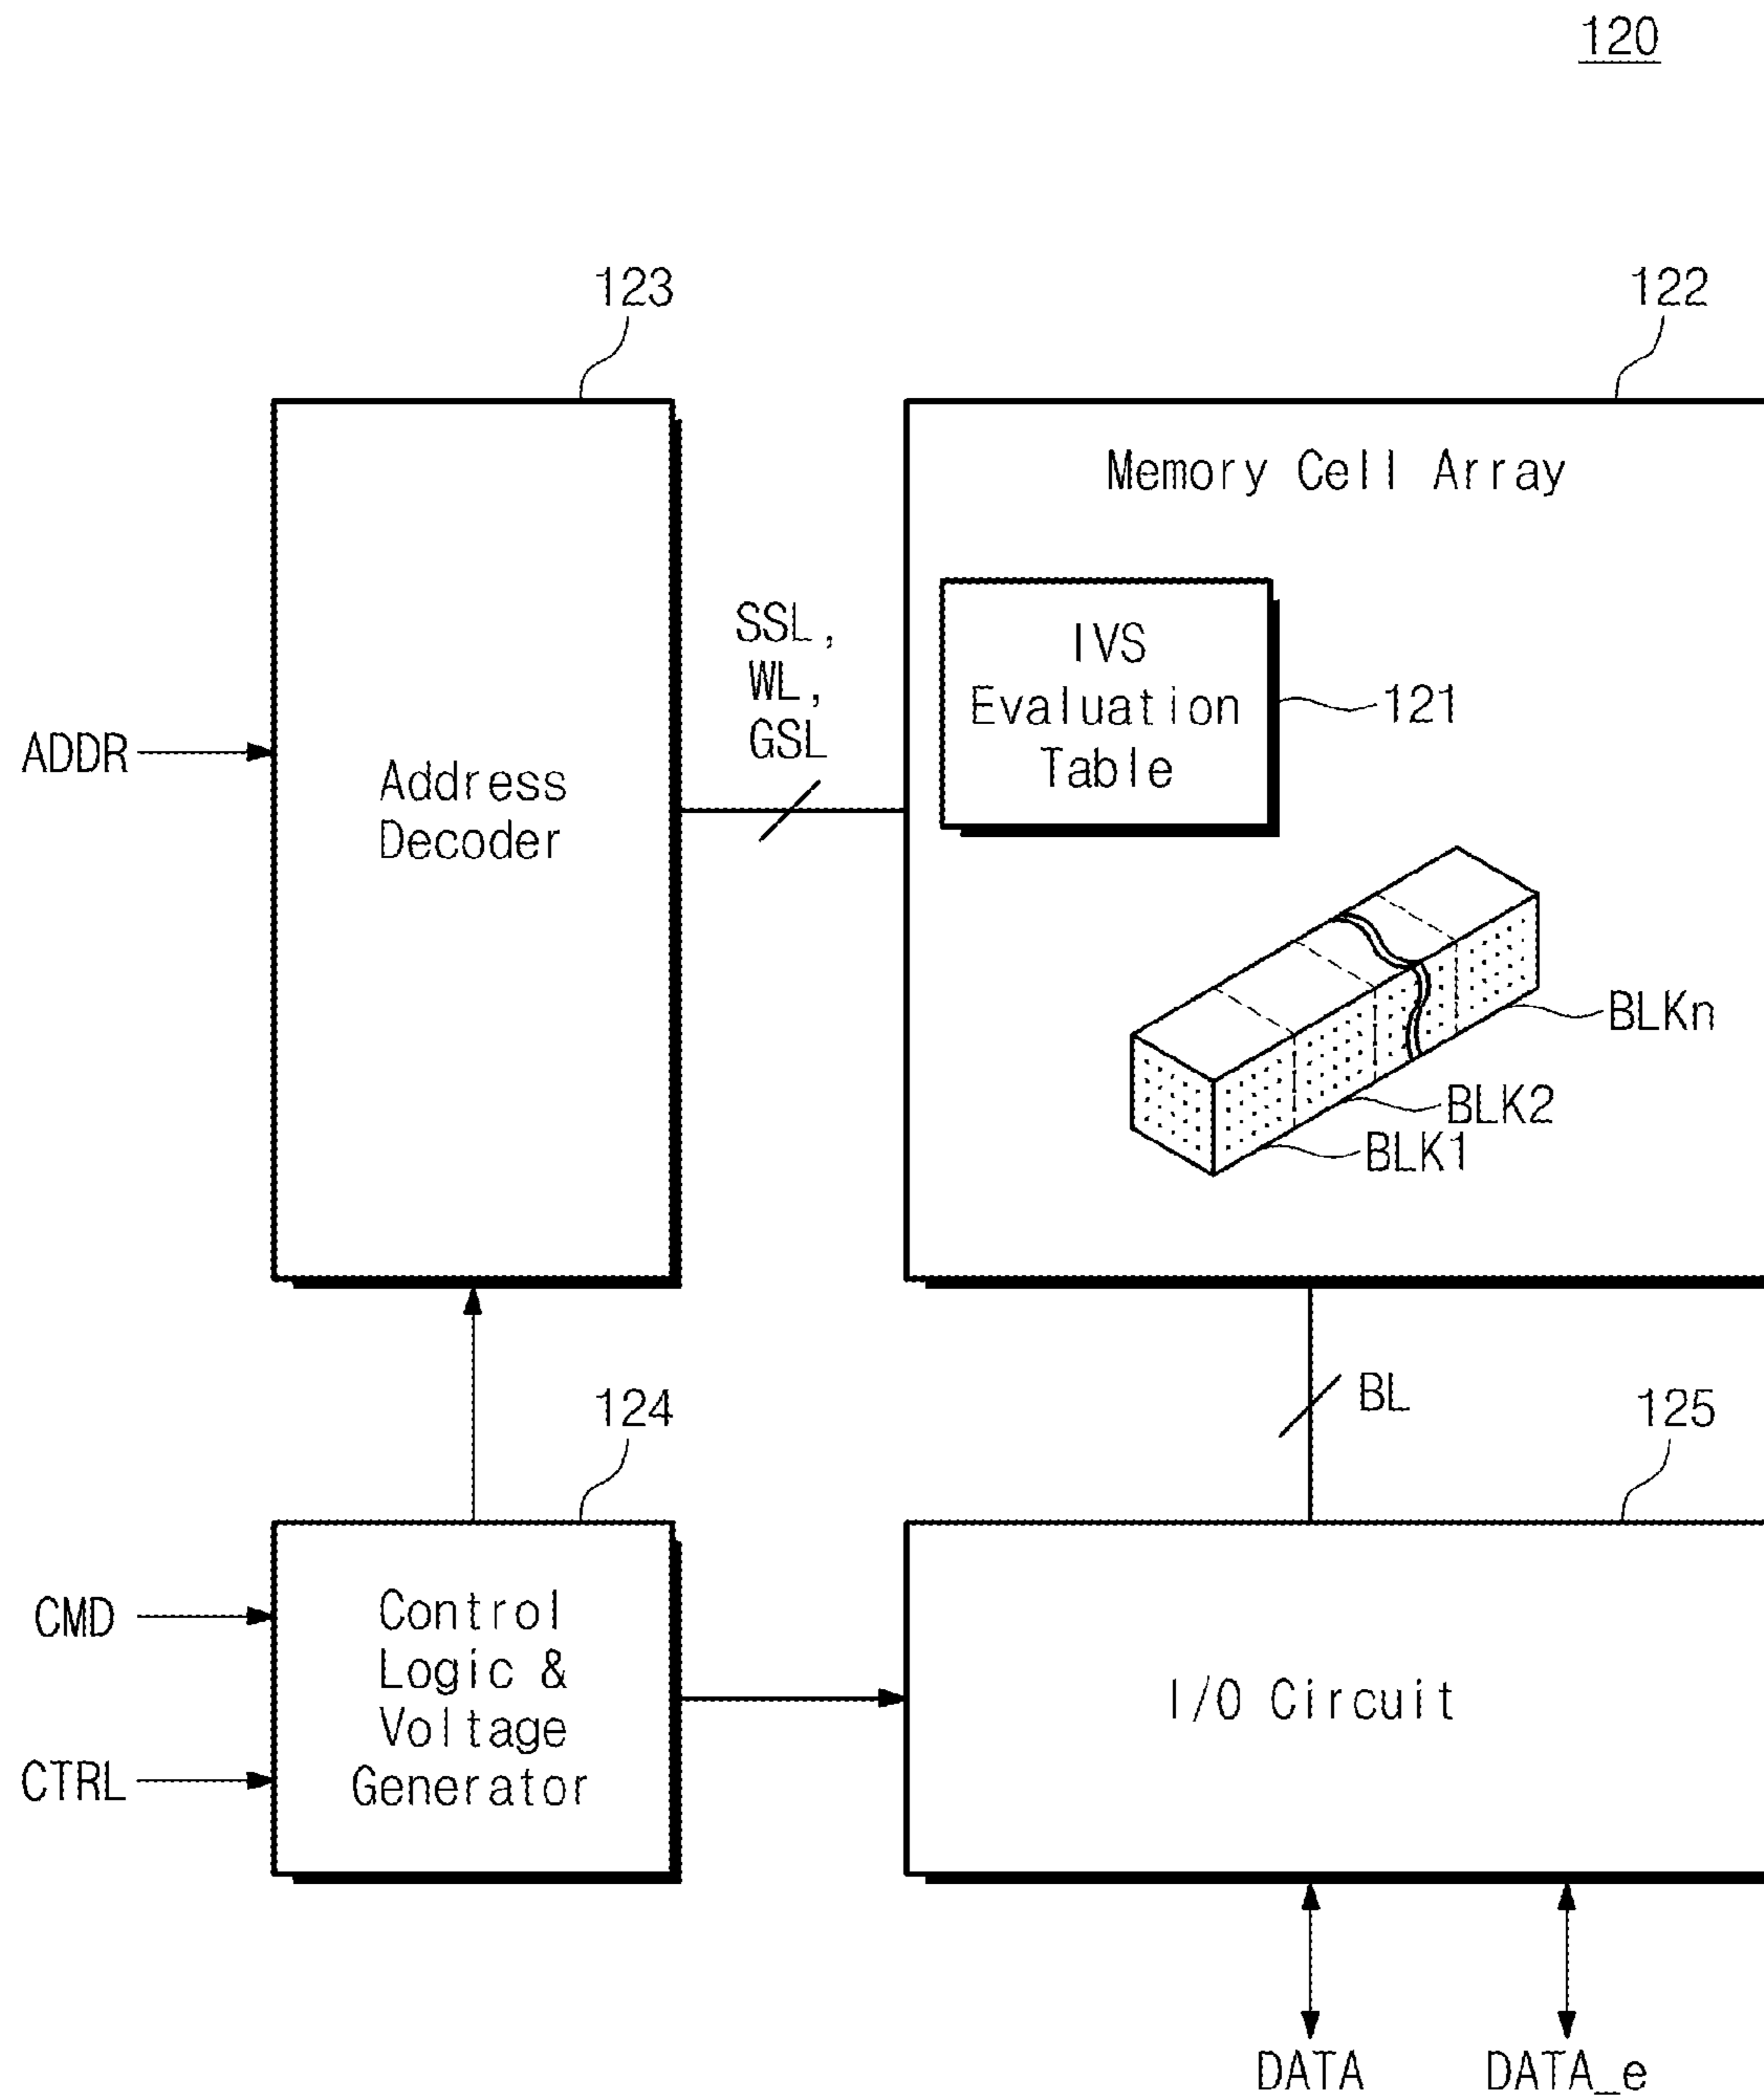 120
123
122
Memory Cell Array
SSL,
WL,
GSL
IVS
Evaluation
Table
121
ADDR
Address
Decoder
BLKn
BLK2
BLK1
124
BL
125
CMD
Control
Logic &
Voltage
Generator
CTRL
I/O Circuit
DATA
DATA_e